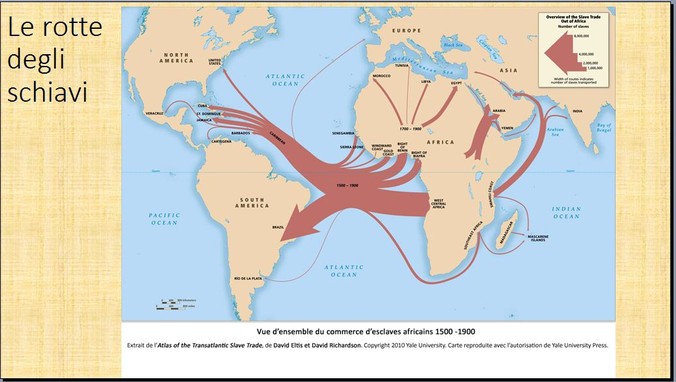 Le rotte
degli
schiavi
Overview of the Slave Trade
Out of Africa
Number of slaves
8,000,000
4,000,000
2,000,000
1,000,000
Width of routes indicates
number of slaves transported
NORTH
AMERICA
UNITED
STATES
ATLANTIC
OCEAN
EUROPE
Black Sea
Caspian Sea
Mediterranean Sea
ASIA
MOROCCO
TUNISIA
LIBYA
EGYPT
ARABIA
YEMEN
INDIA
Arabian
Sea
Bay of
Bengal
VERACRUZ
CUBA
ST. DOMINGUE
JAMAICA
BARBADOS
CARTAGENA
CARIBBEAN
SENEGAMBIA
SIERRA LEONE
WINDWARD
COAST
GOLD
COAST
BIGHT
OF
BENIN
BIGHT OF
BIAFRA
AFRICA
SOUTH
AMERICA
BRAZIL
RIO DE LA PLATA
WEST
CENTRAL
AFRICA
SWAHILI COAST
SOUTHEAST AFRICA
MADAGASCAR
MASCARENE
ISLANDS
PACIFIC
OCEAN
ATLANTIC
OCEAN
INDIAN
OCEAN
Vue d'ensemble du commerce d'esclaves africains 1500 -1900
Extrait de l'Atlas of the Transatlantic Slave Trade, de David Eltis et David Richardson. Copyright 2010 Yale University. Carte reproduite avec l'autorisation de Yale University Press.